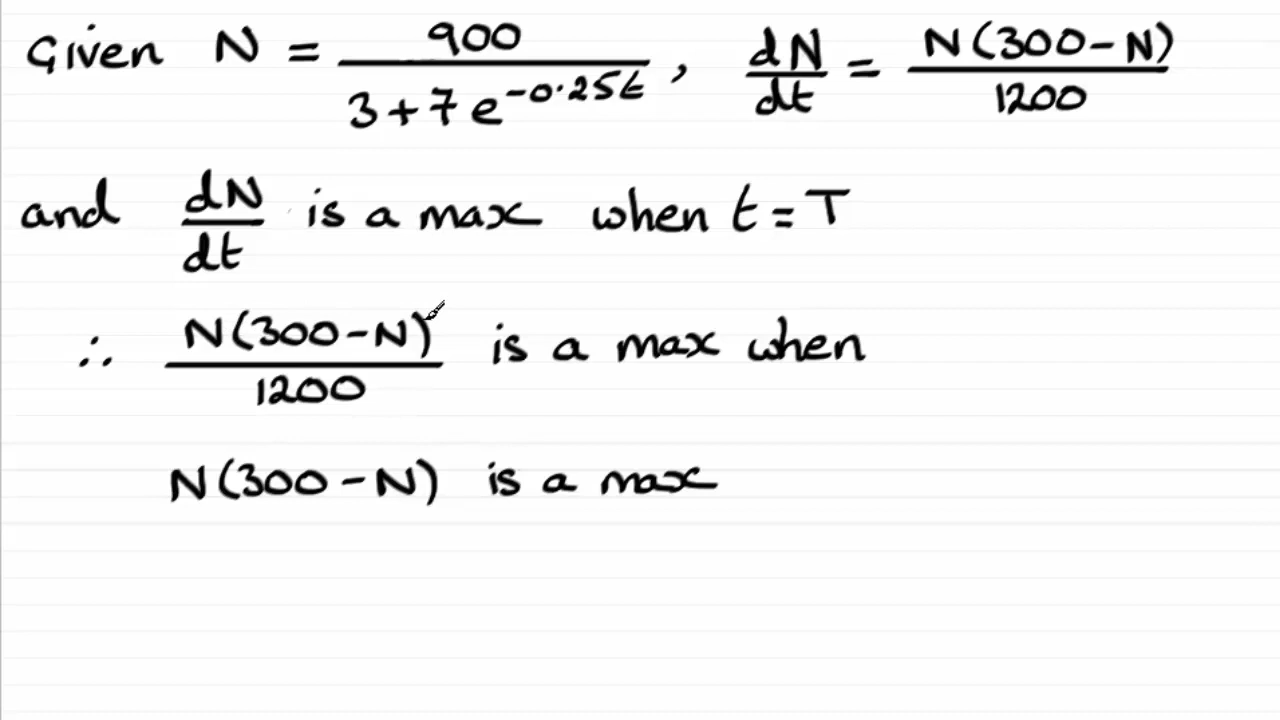 Given N = 900 / (3 + 7e^(-0.25t)), dN/dt = N(300 - N) / 1200
and dN/dt is a max when t = T
∴ N(300 - N) / 1200 is a max when
N(300 - N) is a max